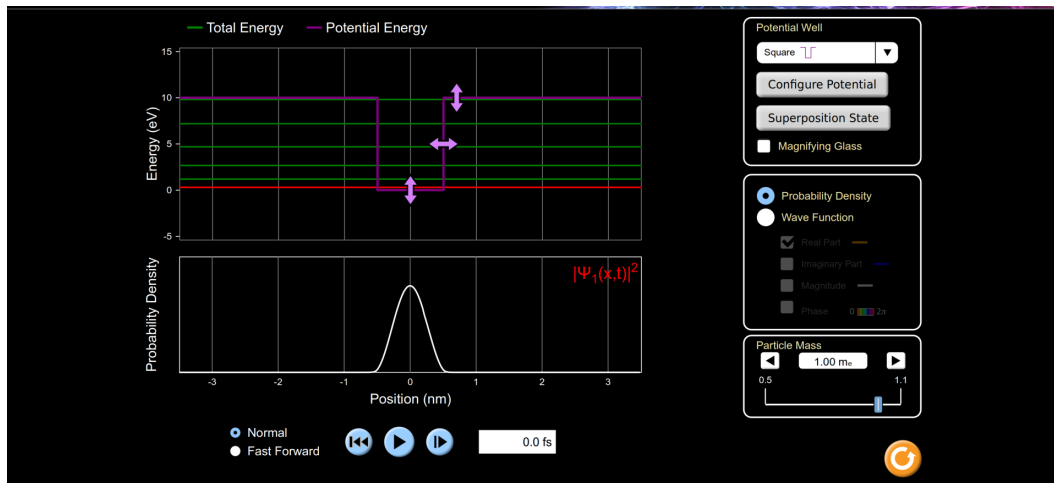 Total Energy
Potential Energy
15
10
5
0
-5
Energy (eV)
|Ψ₁(x,t)|²
Probability Density
-3
-2
-1
0
1
2
3
Position (nm)
Normal
Fast Forward
0.0 fs
Potential Well
Square
Configure Potential
Superposition State
Magnifying Glass
Probability Density
Wave Function
Real Part
Imaginary Part
Magnitude
Phase
0 2π
Particle Mass
1.00 mₑ
0.5
1.1